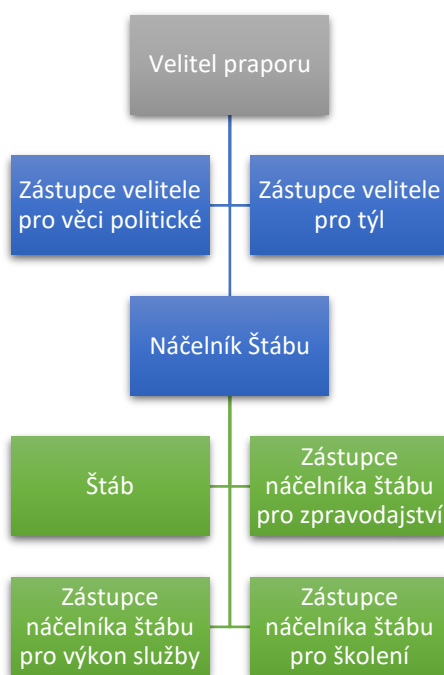 Velitel praporu
Zástupce velitele
pro věci politické
Zástupce velitele
pro týl
Náčelník Štábu
Štáb
Zástupce
náčelníka štábu
pro zpravodajství
Zástupce
náčelníka štábu
pro výkon služby
Zástupce
náčelníka štábu
pro školení